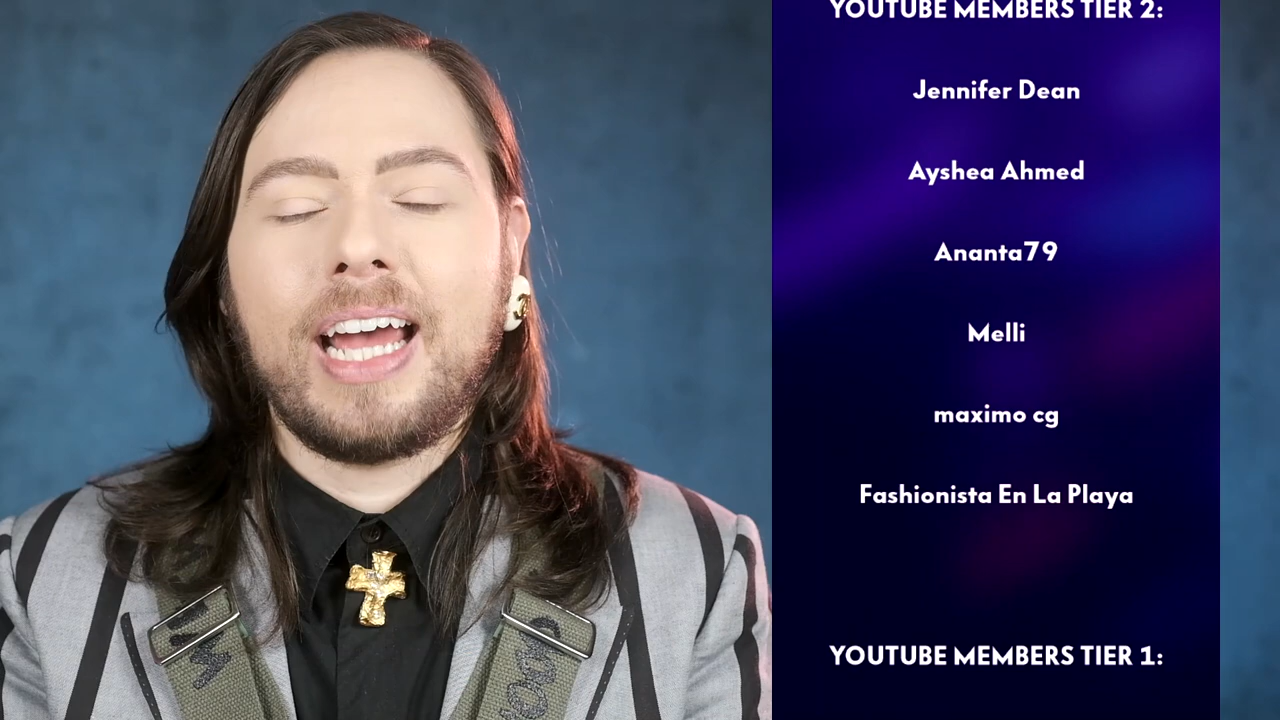 YOUTUBE MEMBERS TIER 2:
Jennifer Dean
Ayshea Ahmed
Ananta79
Melli
maximo cg
Fashionista En La Playa
YOUTUBE MEMBERS TIER 1: